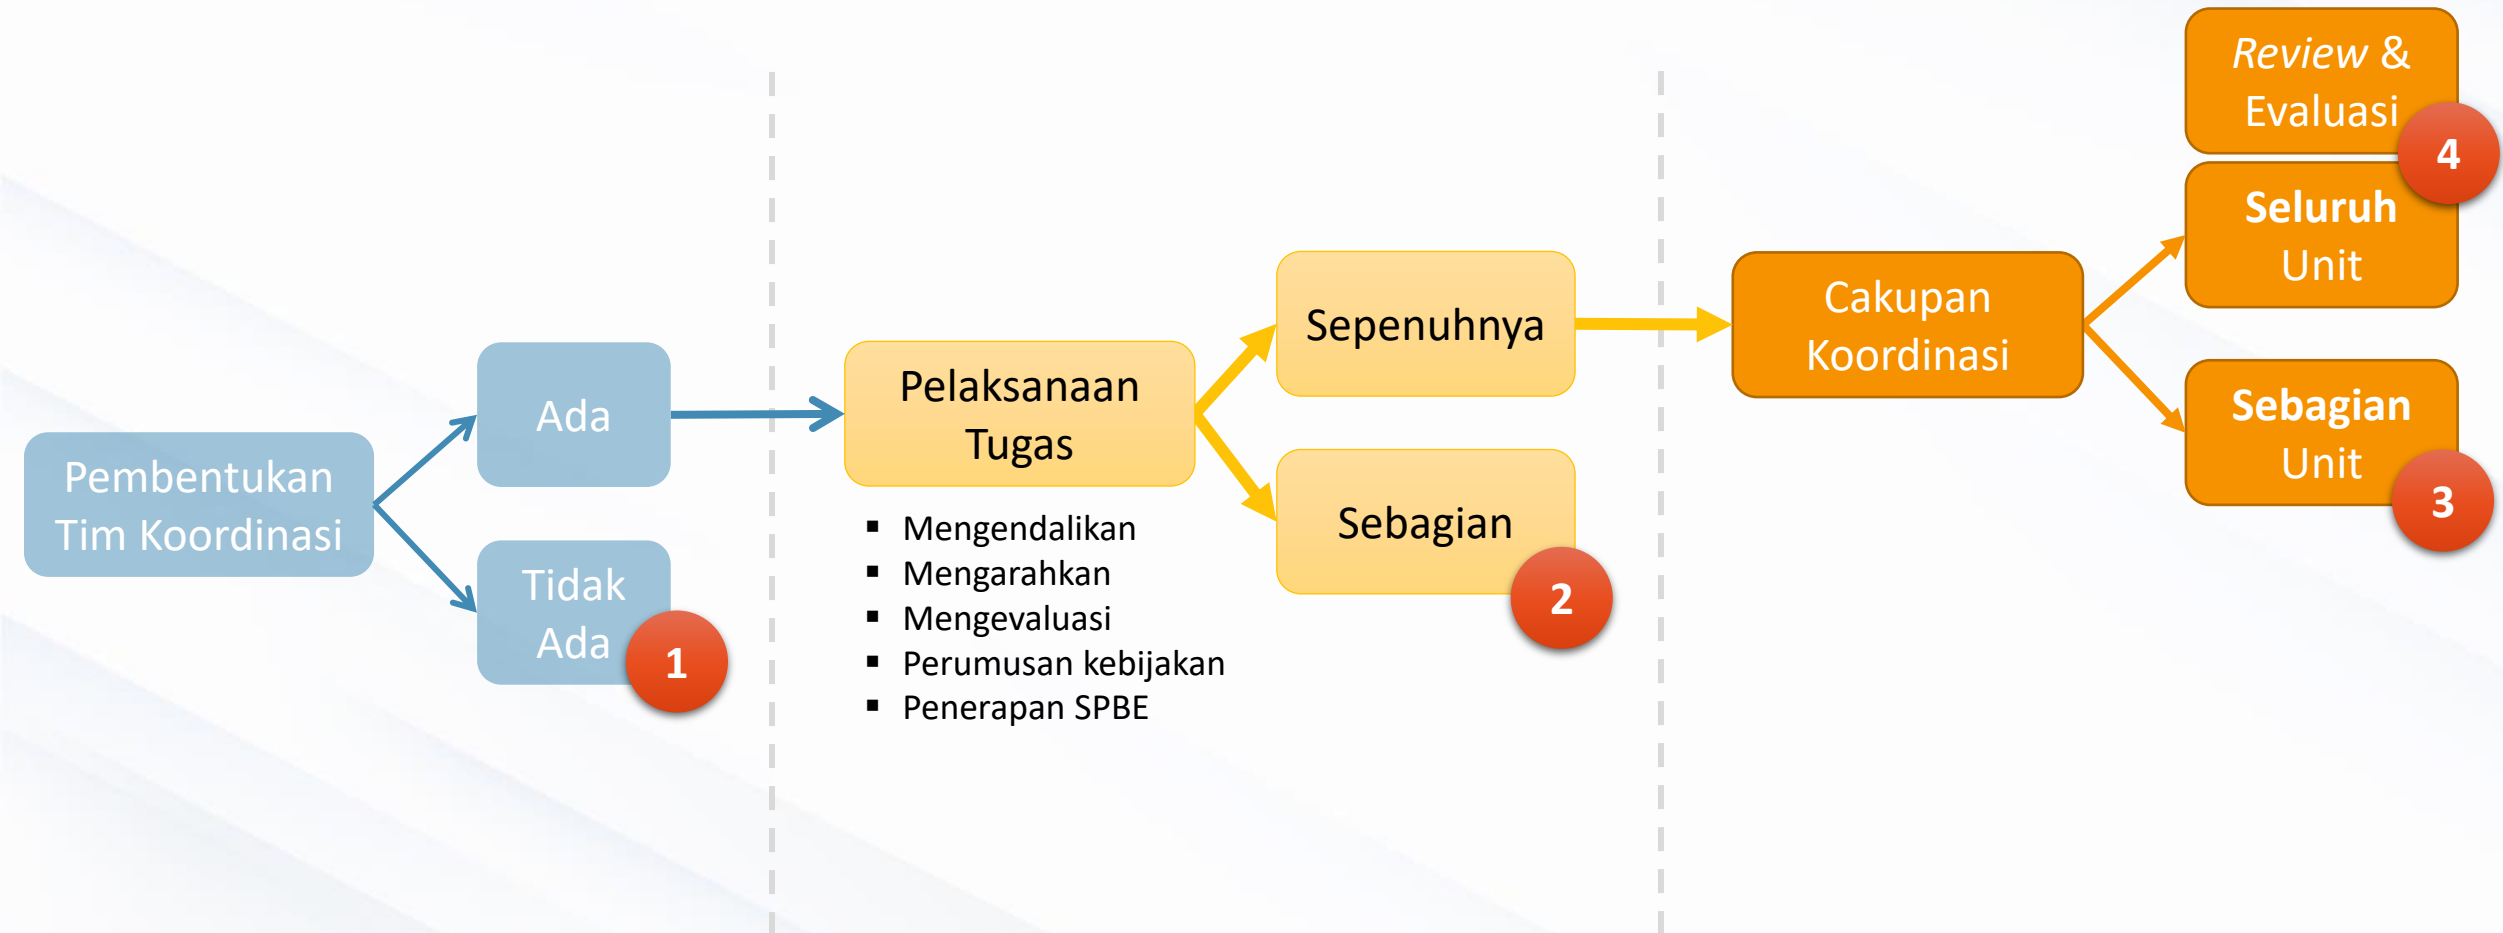 Pembentukan
Tim Koordinasi
Ada
Tidak
Ada
1
Pelaksanaan
Tugas
▪ Mengendalikan
▪ Mengarahkan
▪ Mengevaluasi
▪ Perumusan kebijakan
▪ Penerapan SPBE
Sepenuhnya
Sebagian
2
Cakupan
Koordinasi
Review &
Evaluasi
4
Seluruh
Unit
Sebagian
Unit
3